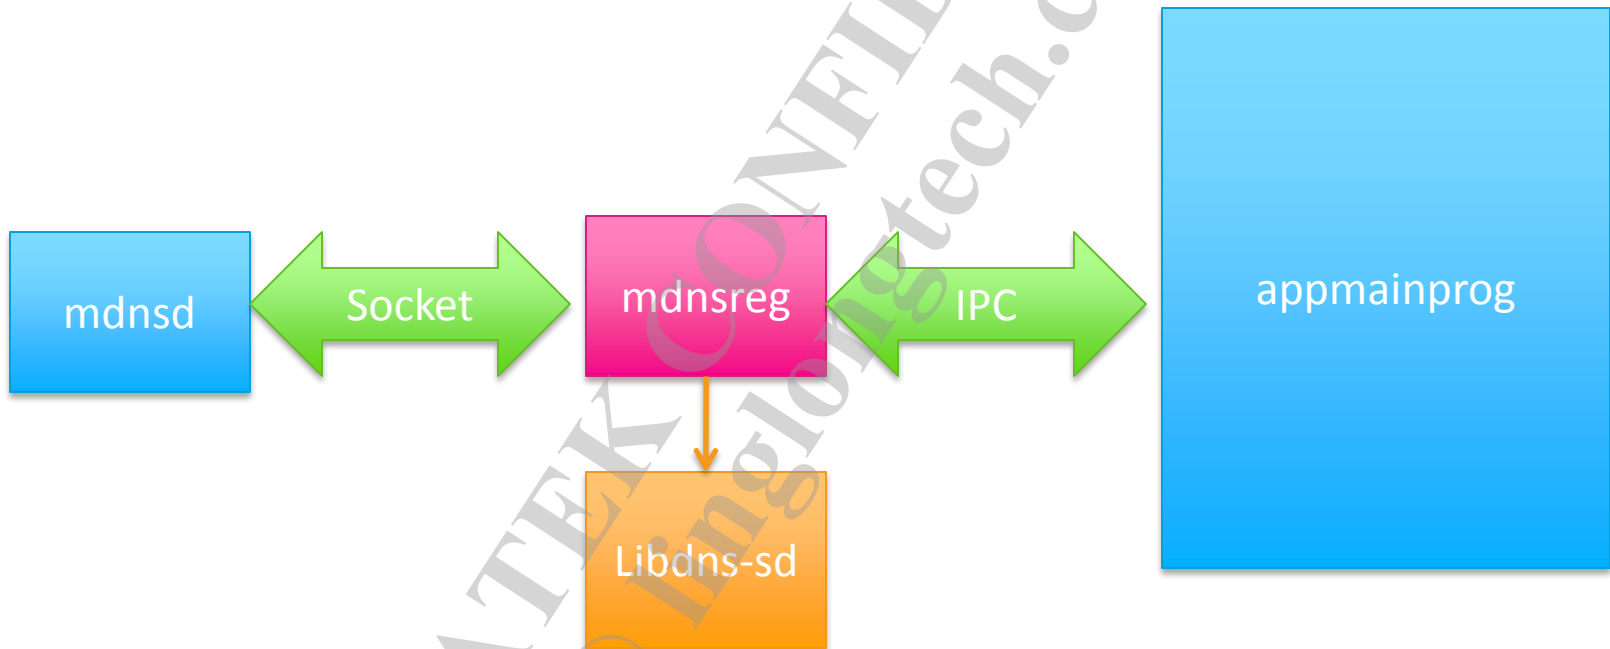 mdnsd
Socket
mdnsreg
IPC
appmainprog
Libdns-sd